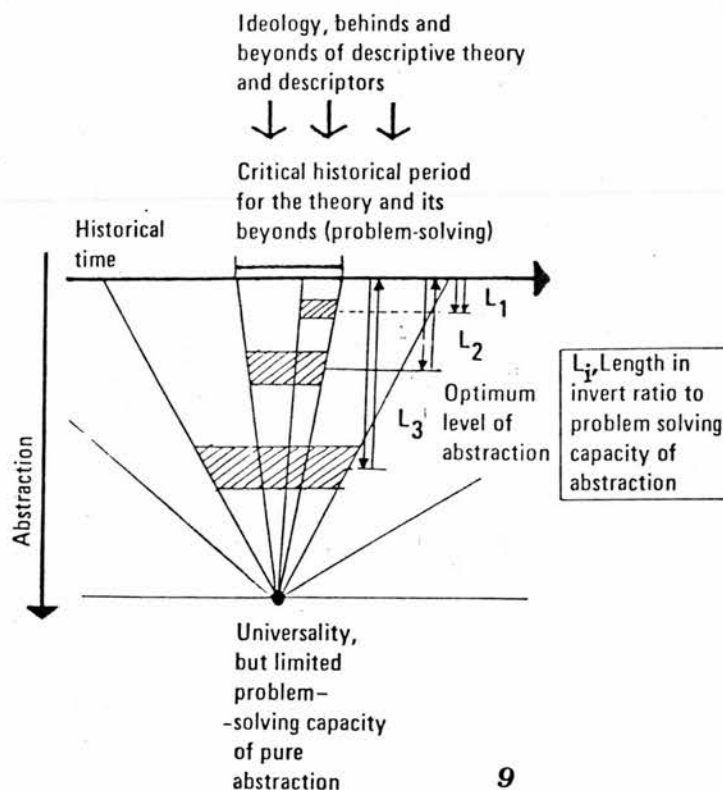 Ideology, behinds and
beyonds of descriptive theory
and descriptors
Critical historical period
for the theory and its
beyonds (problem-solving)
Historical
time
L1
L2
L3
Optimum
level of
abstraction
Li, Length in
invert ratio to
problem solving
capacity of
abstraction
Abstraction
Universality,
but limited
problem–
-solving capacity
of pure
abstraction
9